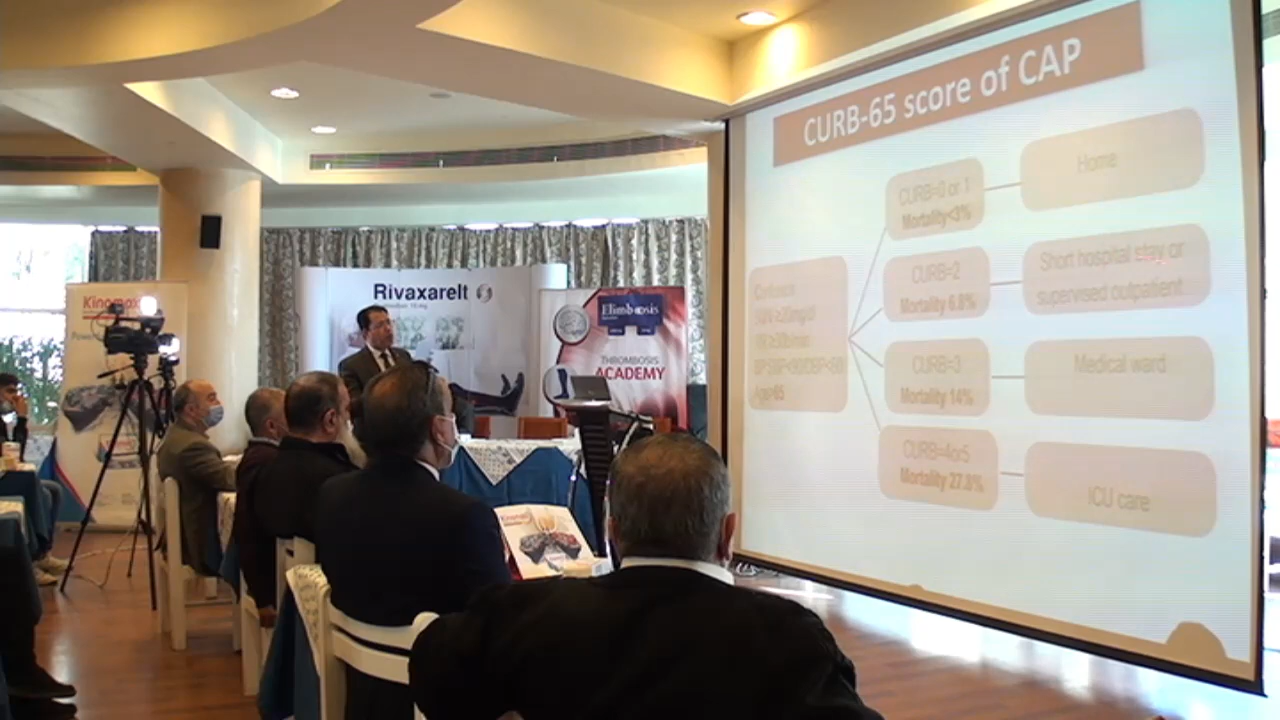 CURB-65 score of CAP
CURB=0 or 1
Mortality<3%
Home
CURB=2
Mortality 6.8%
Short hospital stay or
supervised outpatient
CURB=3
Mortality 14%
Medical ward
CURB=4or5
Mortality 27.8%
ICU care
Confusion
Age>65
Rivaxarelt
Elimbosis
THROMBOSIS
ACADEMY